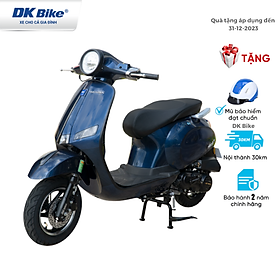 DK Bike®
XE CHO CẢ GIA ĐÌNH
Quà tặng áp dụng đến
31-12-2023
TẶNG
Mũ bảo hiểm
đạt chuẩn
DK Bike
30KM
Nội thành 30km
Bảo hành 2 năm
chính hãng